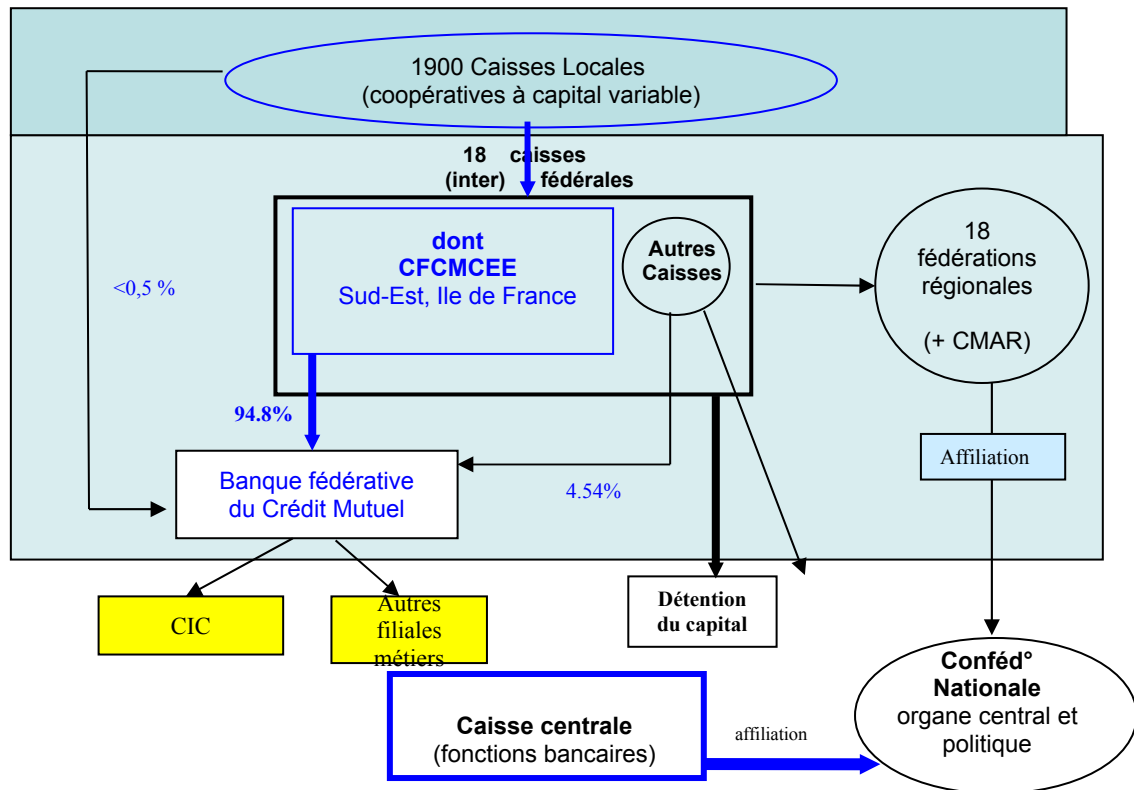 1900 Caisses Locales
(coopératives à capital variable)
18 caisses
(inter) fédérales
dont
CFCMCEE
Sud-Est, Ile de France
Autres
Caisses
18
fédérations
régionales
(+ CMAR)
<0,5 %
94.8%
Affiliation
Banque fédérative
du Crédit Mutuel
4.54%
CIC
Autres
filiales
métiers
Détention
du capital
Conféd°
Nationale
organe central et
politique
Caisse centrale
(fonctions bancaires)
affiliation